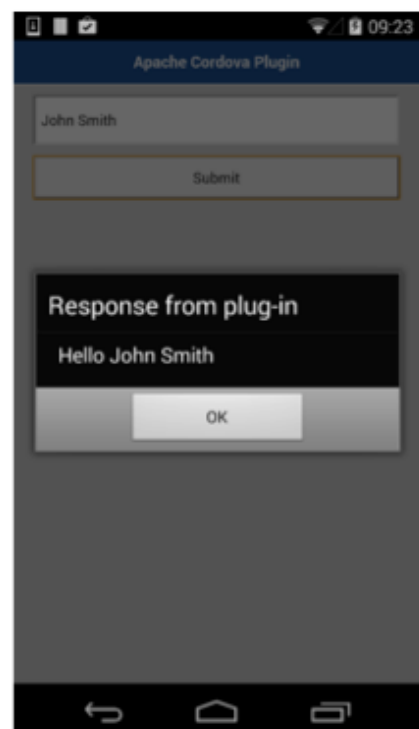 09:23
Apache Cordova Plugin
John Smith
Submit
Response from plug-in
Hello John Smith
OK